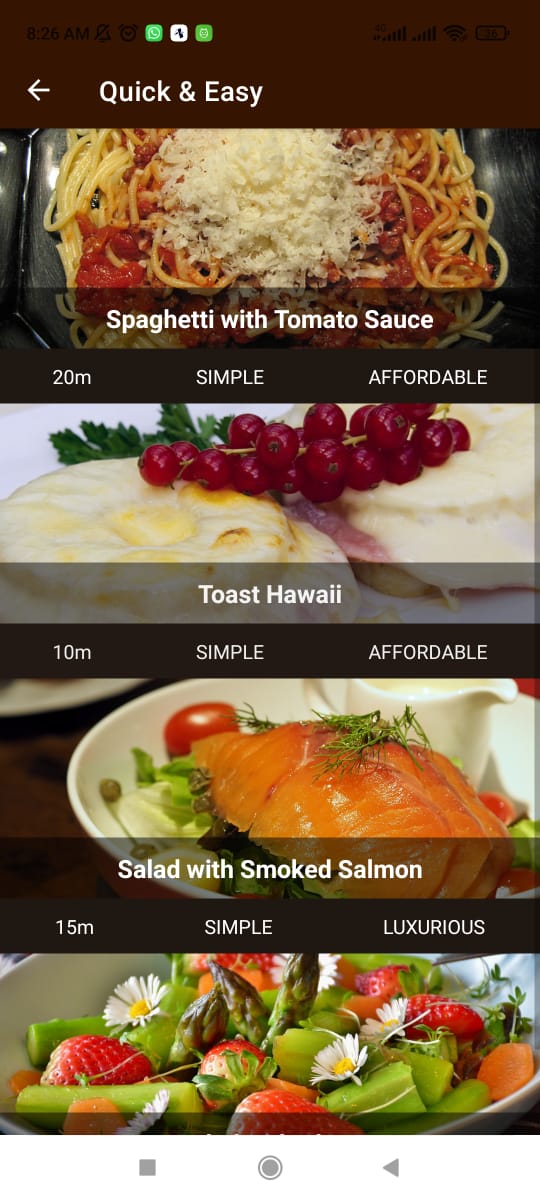 8:26 AM
4G
36
Quick & Easy
Spaghetti with Tomato Sauce
20m SIMPLE AFFORDABLE
Toast Hawaii
10m SIMPLE AFFORDABLE
Salad with Smoked Salmon
15m SIMPLE LUXURIOUS